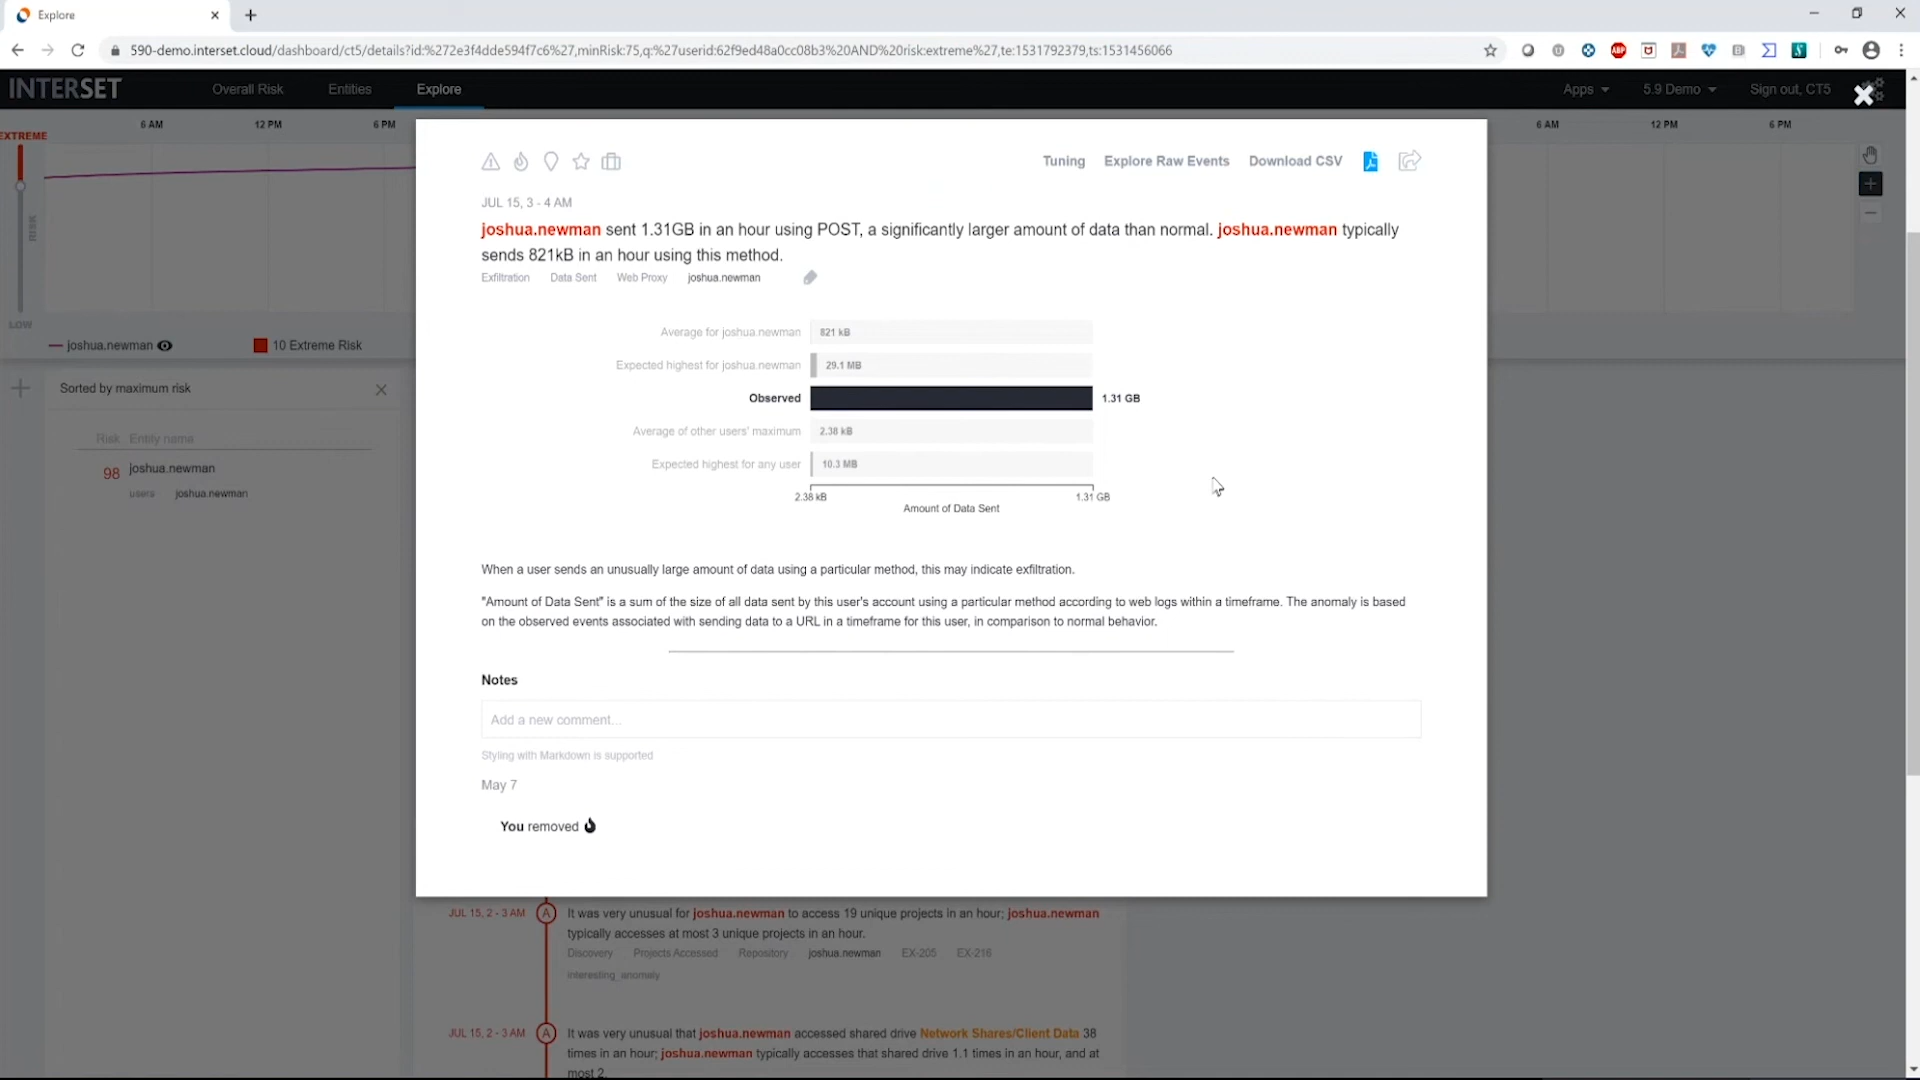 Explore
590-demo.interset.cloud/dashboard/ct5/details?id:%272e3f4dde594f7c6%27,minRisk:75,q:%27userid:62f9ed48a0cc08b3%20AND%20risk:extreme%27,te:1531792379,ts:1531456066
INTERSET
Overall Risk
Entities
Explore
Apps
5.9 Demo
Sign out, CT5
6 AM
12 PM
6 PM
6 AM
12 PM
6 PM
EXTREME
RISK
LOW
joshua.newman
10 Extreme Risk
Sorted by maximum risk
Risk Entity name
98 joshua.newman
users joshua.newman
Tuning
Explore Raw Events
Download CSV
JUL 15, 3 - 4 AM
joshua.newman sent 1.31GB in an hour using POST, a significantly larger amount of data than normal. joshua.newman typically
sends 821kB in an hour using this method.
Exfiltration Data Sent Web Proxy joshua.newman
Average for joshua.newman 821 kB
Expected highest for joshua.newman 29.1 MB
Observed 1.31 GB
Average of other users' maximum 2.38 kB
Expected highest for any user 10.3 MB
2.38 kB 1.31 GB
Amount of Data Sent
When a user sends an unusually large amount of data using a particular method, this may indicate exfiltration.
"Amount of Data Sent" is a sum of the size of all data sent by this user's account using a particular method according to web logs within a timeframe. The anomaly is based
on the observed events associated with sending data to a URL in a timeframe for this user, in comparison to normal behavior.
Notes
Add a new comment...
Styling with Markdown is supported
May 7
You removed
JUL 15, 2 - 3 AM A It was very unusual for joshua.newman to access 19 unique projects in an hour; joshua.newman
typically accesses at most 3 unique projects in an hour.
Discovery Projects Accessed Repository joshua.newman EX-205 EX-216
interesting_anomaly
JUL 15, 2 - 3 AM A It was very unusual that joshua.newman accessed shared drive Network Shares/Client Data 38
times in an hour; joshua.newman typically accesses that shared drive 1.1 times in an hour, and at
most 2.